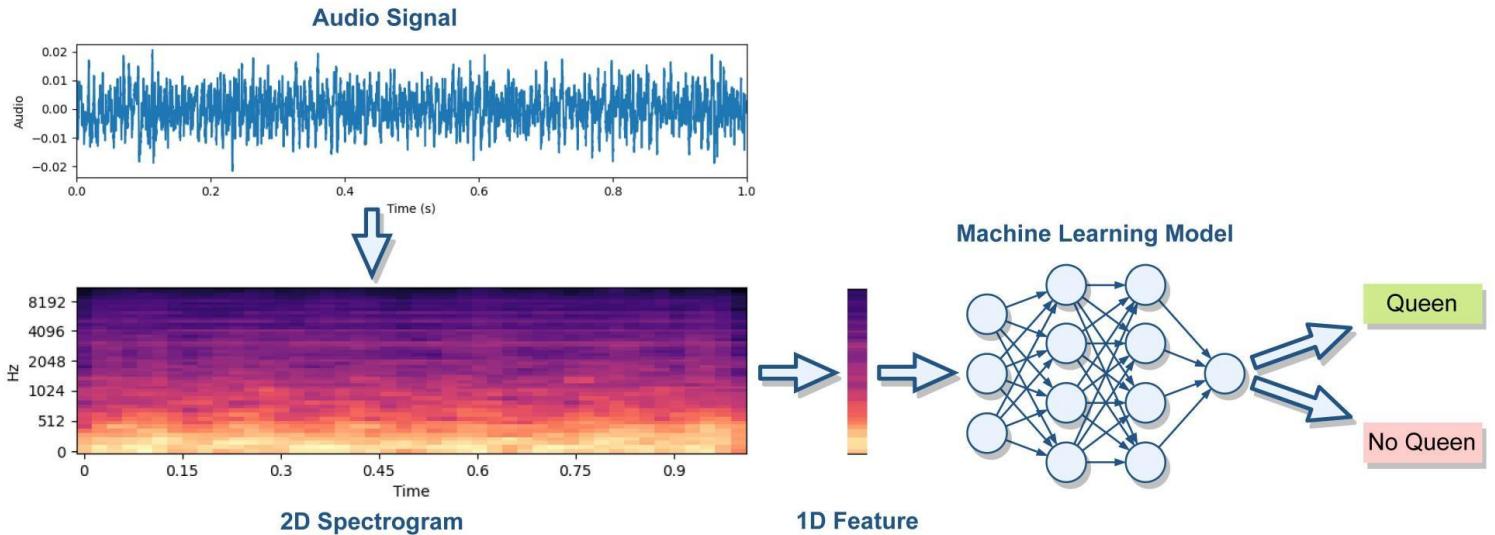 Audio Signal
0.02
0.01
0.00
−0.01
−0.02
Audio
0.0 0.2 0.4 0.6 0.8 1.0
Time (s)
8192
4096
2048
1024
512
0
Hz
0 0.15 0.3 0.45 0.6 0.75 0.9
Time
2D Spectrogram
1D Feature
Machine Learning Model
Queen
No Queen